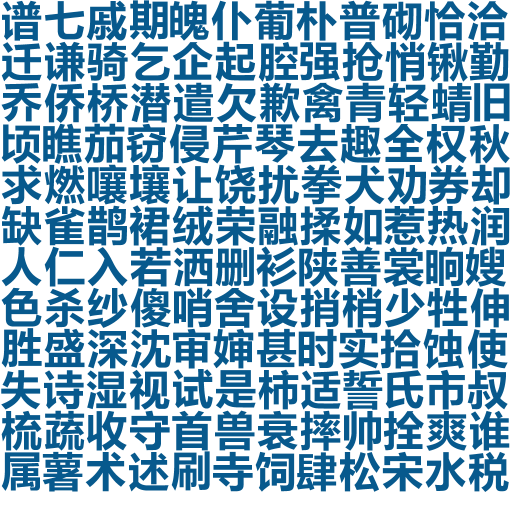 谱七戚期魄仆葡朴普砌恰洽
迁谦骑乞企起腔强抢悄锹勤
乔侨桥潜遣欠歉禽青轻蜻旧
顷瞧茄窃侵芹琴去趣全权秋
求燃嚷壤让饶扰拳犬劝券却
缺雀鹊裙绒荣融揉如惹热润
人仁入若洒删衫陕善裳晌嫂
色杀纱傻哨舍设捎梢少牲伸
胜盛深沈审婶甚时实拾蚀使
失诗湿视试是柿适誓氏市叔
梳蔬收守首兽衰摔帅拴爽谁
属薯术述刷寺饲肆松宋水税